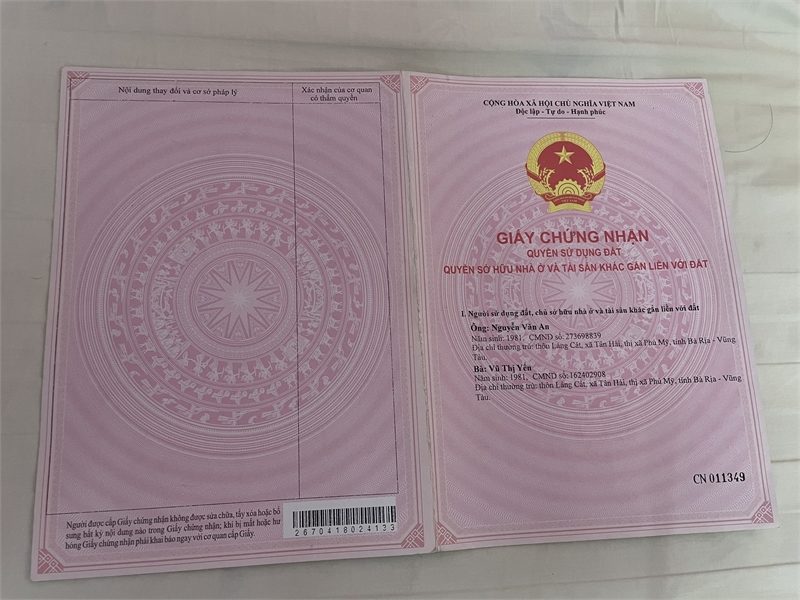 Nội dung thay đổi và cơ sở pháp lý
Xác nhận của cơ quan
có thẩm quyền
Người được cấp Giấy chứng nhận không được sửa chữa, tẩy xóa hoặc bổ
sung bất kỳ nội dung nào trong Giấy chứng nhận; khi bị mất hoặc hư
hỏng Giấy chứng nhận phải khai báo ngay với cơ quan cấp Giấy.
2670418024133
CỘNG HÒA XÃ HỘI CHỦ NGHĨA VIỆT NAM
Độc lập - Tự do - Hạnh phúc
GIẤY CHỨNG NHẬN
QUYỀN SỬ DỤNG ĐẤT
QUYỀN SỞ HỮU NHÀ Ở VÀ TÀI SẢN KHÁC GẮN LIỀN VỚI ĐẤT
I. Người sử dụng đất, chủ sở hữu nhà ở và tài sản khác gắn liền với đất
Ông: Nguyễn Văn An
Năm sinh: 1981, CMND số: 273698839
Địa chỉ thường trú: thôn Láng Cát, xã Tân Hải, thị xã Phú Mỹ, tỉnh Bà Rịa - Vũng
Tàu.
Bà: Vũ Thị Yến
Năm sinh: 1981, CMND số: 162402908
Địa chỉ thường trú: thôn Láng Cát, xã Tân Hải, thị xã Phú Mỹ, tỉnh Bà Rịa - Vũng
Tàu.
CN 011349